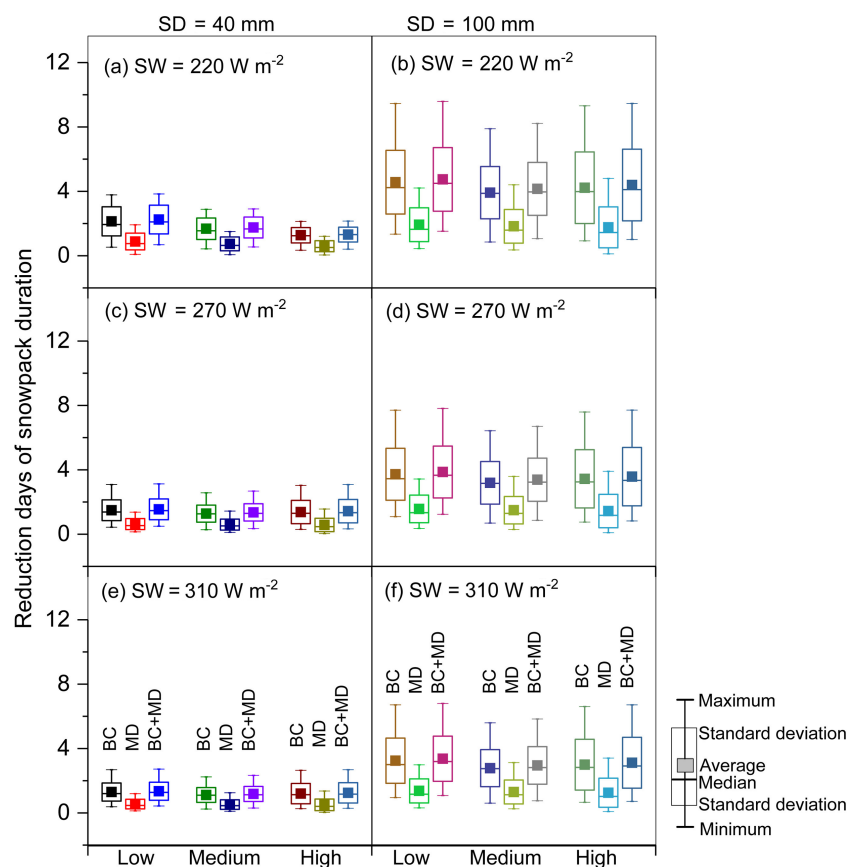 SD = 40 mm SD = 100 mm
12
(a) SW = 220 W m⁻² (b) SW = 220 W m⁻²
8
4
0
(c) SW = 270 W m⁻² (d) SW = 270 W m⁻²
12
8
4
0
(e) SW = 310 W m⁻² (f) SW = 310 W m⁻²
12
8
4
0
BC MD BC+MD BC MD BC+MD BC MD BC+MD
BC MD BC+MD BC MD BC+MD BC MD BC+MD
Low Medium High Low Medium High
Reduction days of snowpack duration
Maximum
Standard deviation
Average
Median
Standard deviation
Minimum